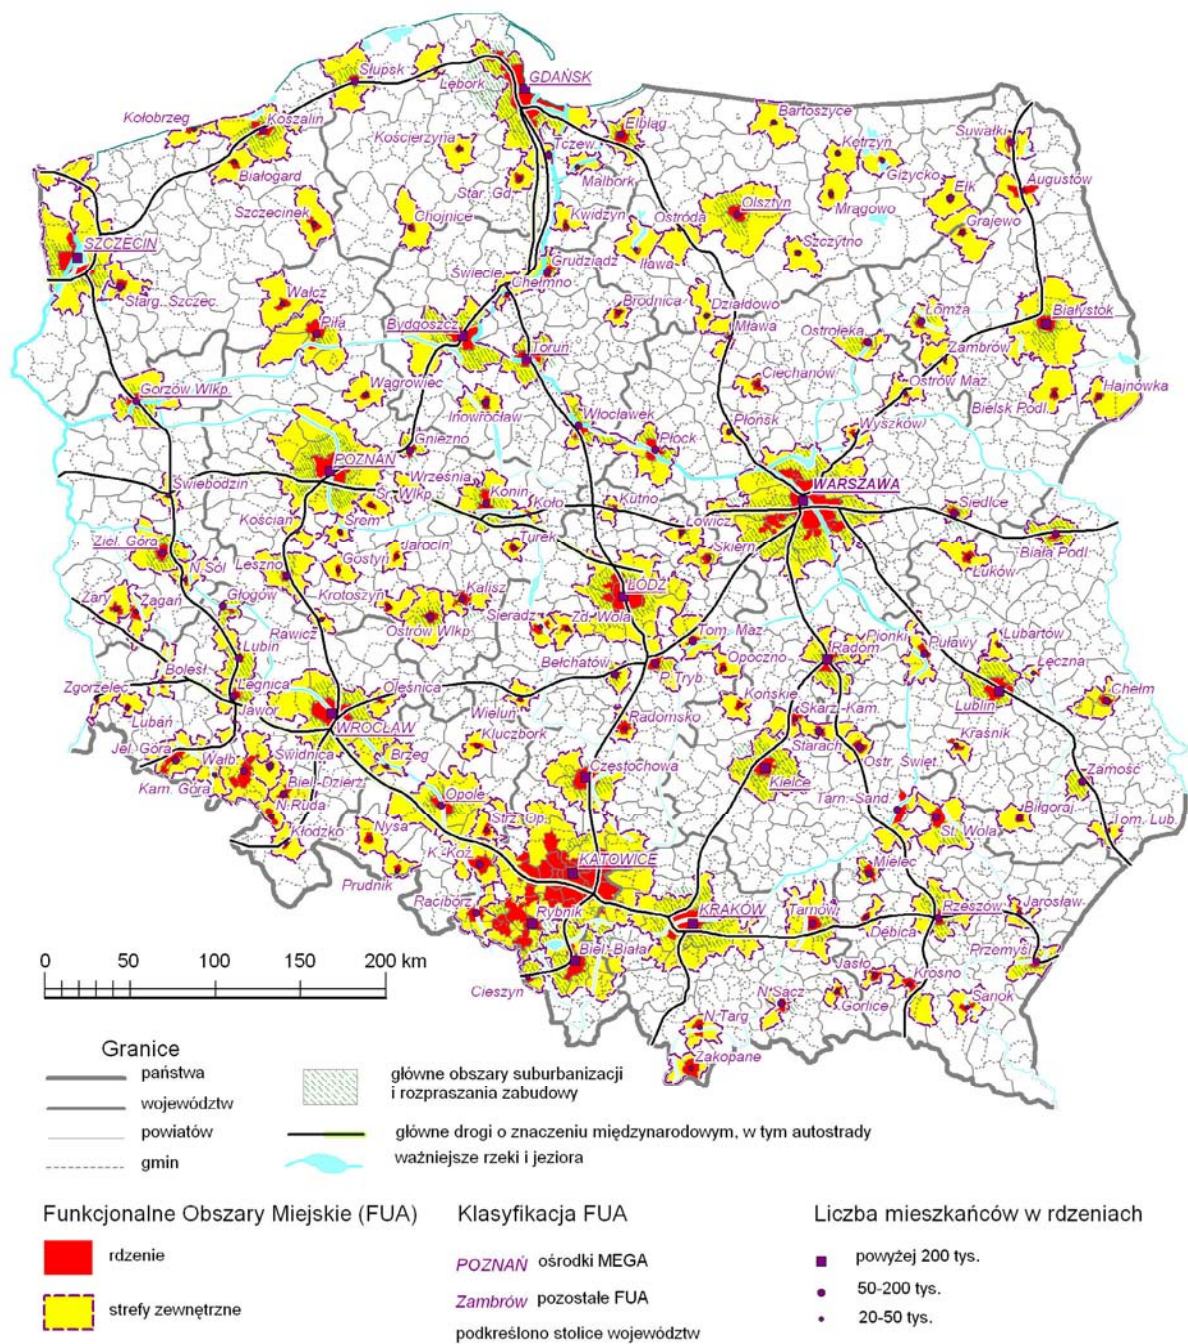 GDAŃSK
Słupsk
Lębork
Kołobrzeg
Koszalin
Kościerzyna
Elbląg
Bartoszyce
Suwałki
Tczew
Kętrzyn
Białogard
Star. Gd.
Malbork
Giżycko
Ełk
Augustów
Szczecinek
Chojnice
Kwidzyn
Ostróda
Olsztyn
Mrągowo
Grajewo
SZCZECIN
Szczytno
Iława
Świecie
Grudziądz
Chełmno
Starg. Szczec.
Wałcz
Brodnica
Działdowo
Łomża
Białystok
Piła
Bydgoszcz
Mława
Ostrołęka
Toruń
Zambrów
Gorzów Wlkp.
Wągrowiec
Ciechanów
Ostrów Maz.
Hajnówka
Inowrocław
Bielsk Podl.
Włocławek
Płońsk
Wyszków
Gniezno
Płock
POZNAŃ
Września
WARSZAWA
Świebodzin
Śr. Wlkp.
Konin
Koło
Kutno
Siedlce
Kościan
Śrem
Łowicz
Ziel. Góra
Turek
Skiern.
Biała Podl.
Gostyń
Jarocin
Leszno
Łuków
N.Sól
ŁÓDŹ
Żary
Żagań
Głogów
Krotoszyn
Kalisz
Sieradz
Zd. Wola
Rawicz
Ostrów Wlkp.
Tom. Maz.
Pionki
Puławy
Lubartów
Lubin
Bełchatów
Opoczno
Radom
Bolesł.
Łęczna
Zgorzelec
Legnica
Oleśnica
P. Tryb.
Końskie
Chełm
Lubań
Jawor
Wieluń
Radomsko
Skarż.-Kam.
Lublin
WROCŁAW
Kluczbork
Starach.
Kraśnik
Jel. Góra
Wałb.
Świdnica
Brzeg
Częstochowa
Kielce
Ostr. Święt.
Zamość
Kam. Góra
Biel.-Dzierż.
Opole
Tarn.-Sand.
Biłgoraj
N.Ruda
Strz. Op.
St. Wola
Tom. Lub.
Kłodzko
Nysa
K.-Koź.
KATOWICE
Mielec
Prudnik
Racibórz
Rybnik
KRAKÓW
Tarnów
Rzeszów
Jarosław
Dębica
Przemyśl
Biel.-Biała
Jasło
Krosno
Cieszyn
N.Sącz
Gorlice
Sanok
N.Targ
Zakopane
0 50 100 150 200 km
Granice
państwa
województw
powiatów
gmin
główne obszary suburbanizacji
i rozpraszania zabudowy
główne drogi o znaczeniu międzynarodowym, w tym autostrady
ważniejsze rzeki i jeziora
Funkcjonalne Obszary Miejskie (FUA)
rdzenie
strefy zewnętrzne
Klasyfikacja FUA
POZNAŃ ośrodki MEGA
Zambrów pozostałe FUA
podkreślono stolice województw
Liczba mieszkańców w rdzeniach
powyżej 200 tys.
50-200 tys.
20-50 tys.